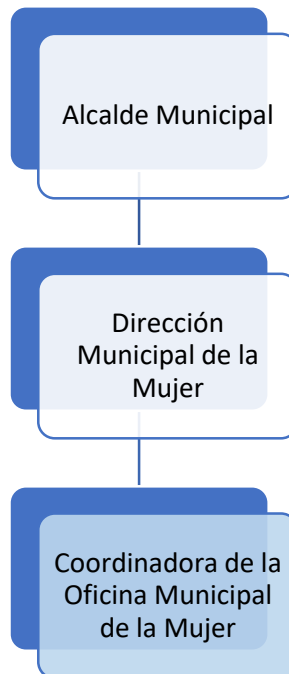 Alcalde Municipal
Dirección
Municipal de la
Mujer
Coordinadora de la
Oficina Municipal
de la Mujer